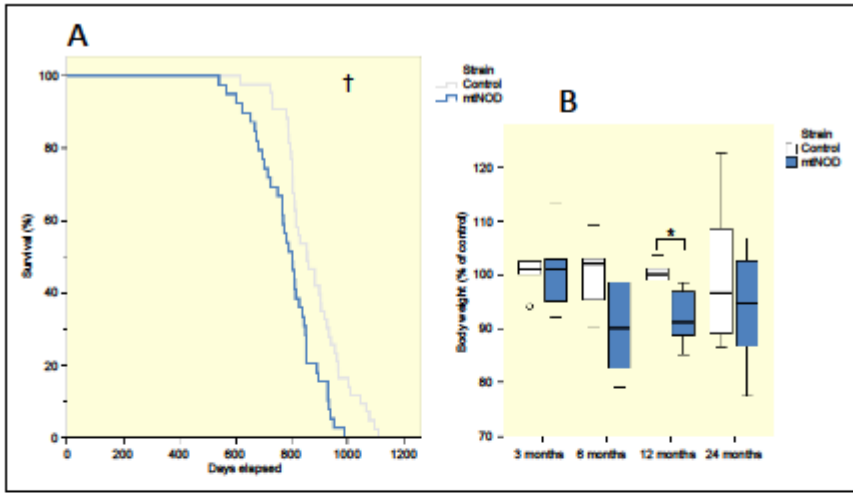 A
Strain
Control
mtNOD
†
100
80
60
40
20
0
Survival (%)
0 200 400 600 800 1000 1200
Days elapsed
B
Strain
Control
mtNOD
120
110
100
90
80
70
Body weight (% of control)
*
3 months 6 months 12 months 24 months